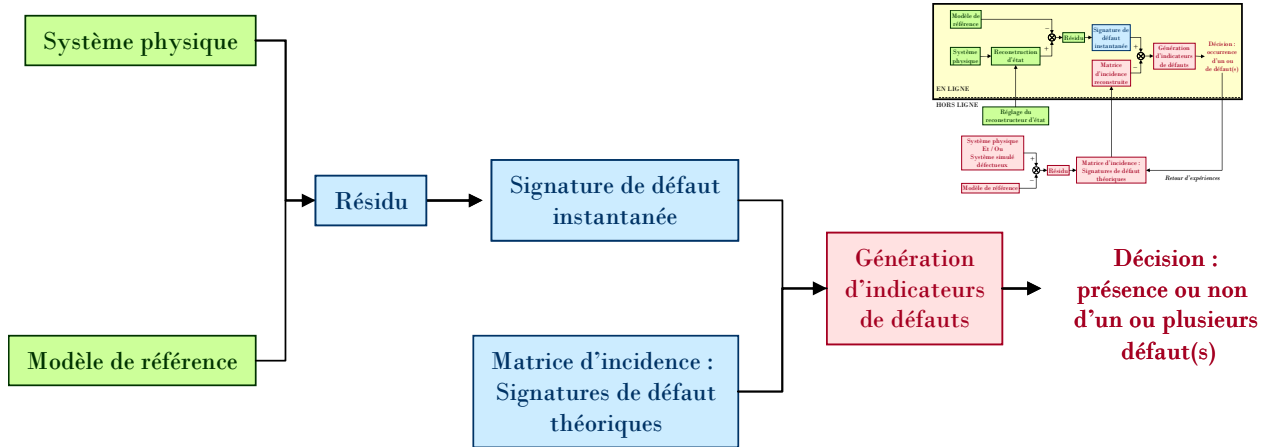 Système physique
Modèle de référence
Résidu
Signature de défaut
instantanée
Matrice d'incidence :
Signatures de défaut
théoriques
Génération
d'indicateurs
de défauts
Décision :
présence ou non
d'un ou plusieurs
défaut(s)
Modèle de
référence
−
+
Système
physique
Reconstruction
d'état
Résidu
Signature de
défaut
instantanée
+
−
Matrice
d'incidence
reconstruite
Génération
d'indicateurs
de défauts
Décision :
occurrence
d'un ou
de défaut(s)
EN LIGNE
HORS LIGNE
Réglage du
reconstructeur d'état
Système physique
Et / Ou
Système simulé
défectueux
+
−
Modèle de référence
Résidu
Matrice d'incidence :
Signatures de défaut
théoriques
Retour d'expériences